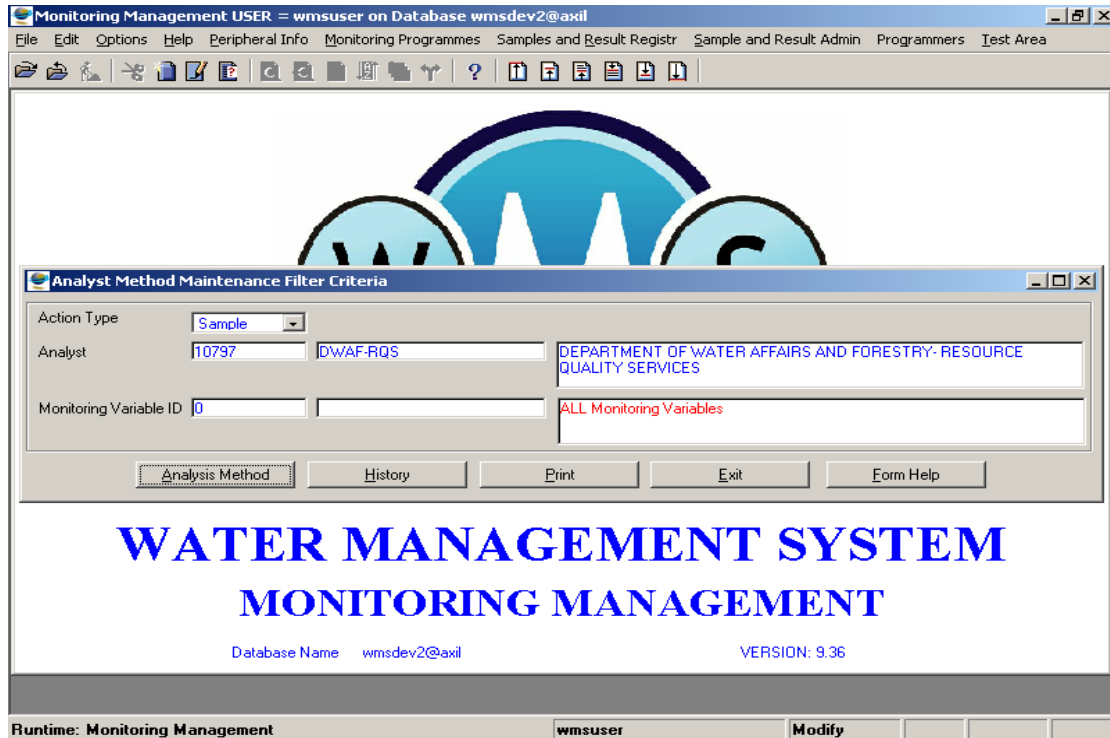 Monitoring Management USER = wmsuser on Database wmsdev2@axil
File Edit Options Help Peripheral Info Monitoring Programmes Samples and Result Registr Sample and Result Admin Programmers Test Area
W M S
Analyst Method Maintenance Filter Criteria
Action Type Sample
Analyst 10797 DWAF-RQS DEPARTMENT OF WATER AFFAIRS AND FORESTRY- RESOURCE
QUALITY SERVICES
Monitoring Variable ID 0 ALL Monitoring Variables
Analysis Method History Print Exit Form Help
WATER MANAGEMENT SYSTEM
MONITORING MANAGEMENT
Database Name wmsdev2@axil VERSION: 9.36
Runtime: Monitoring Management wmsuser Modify